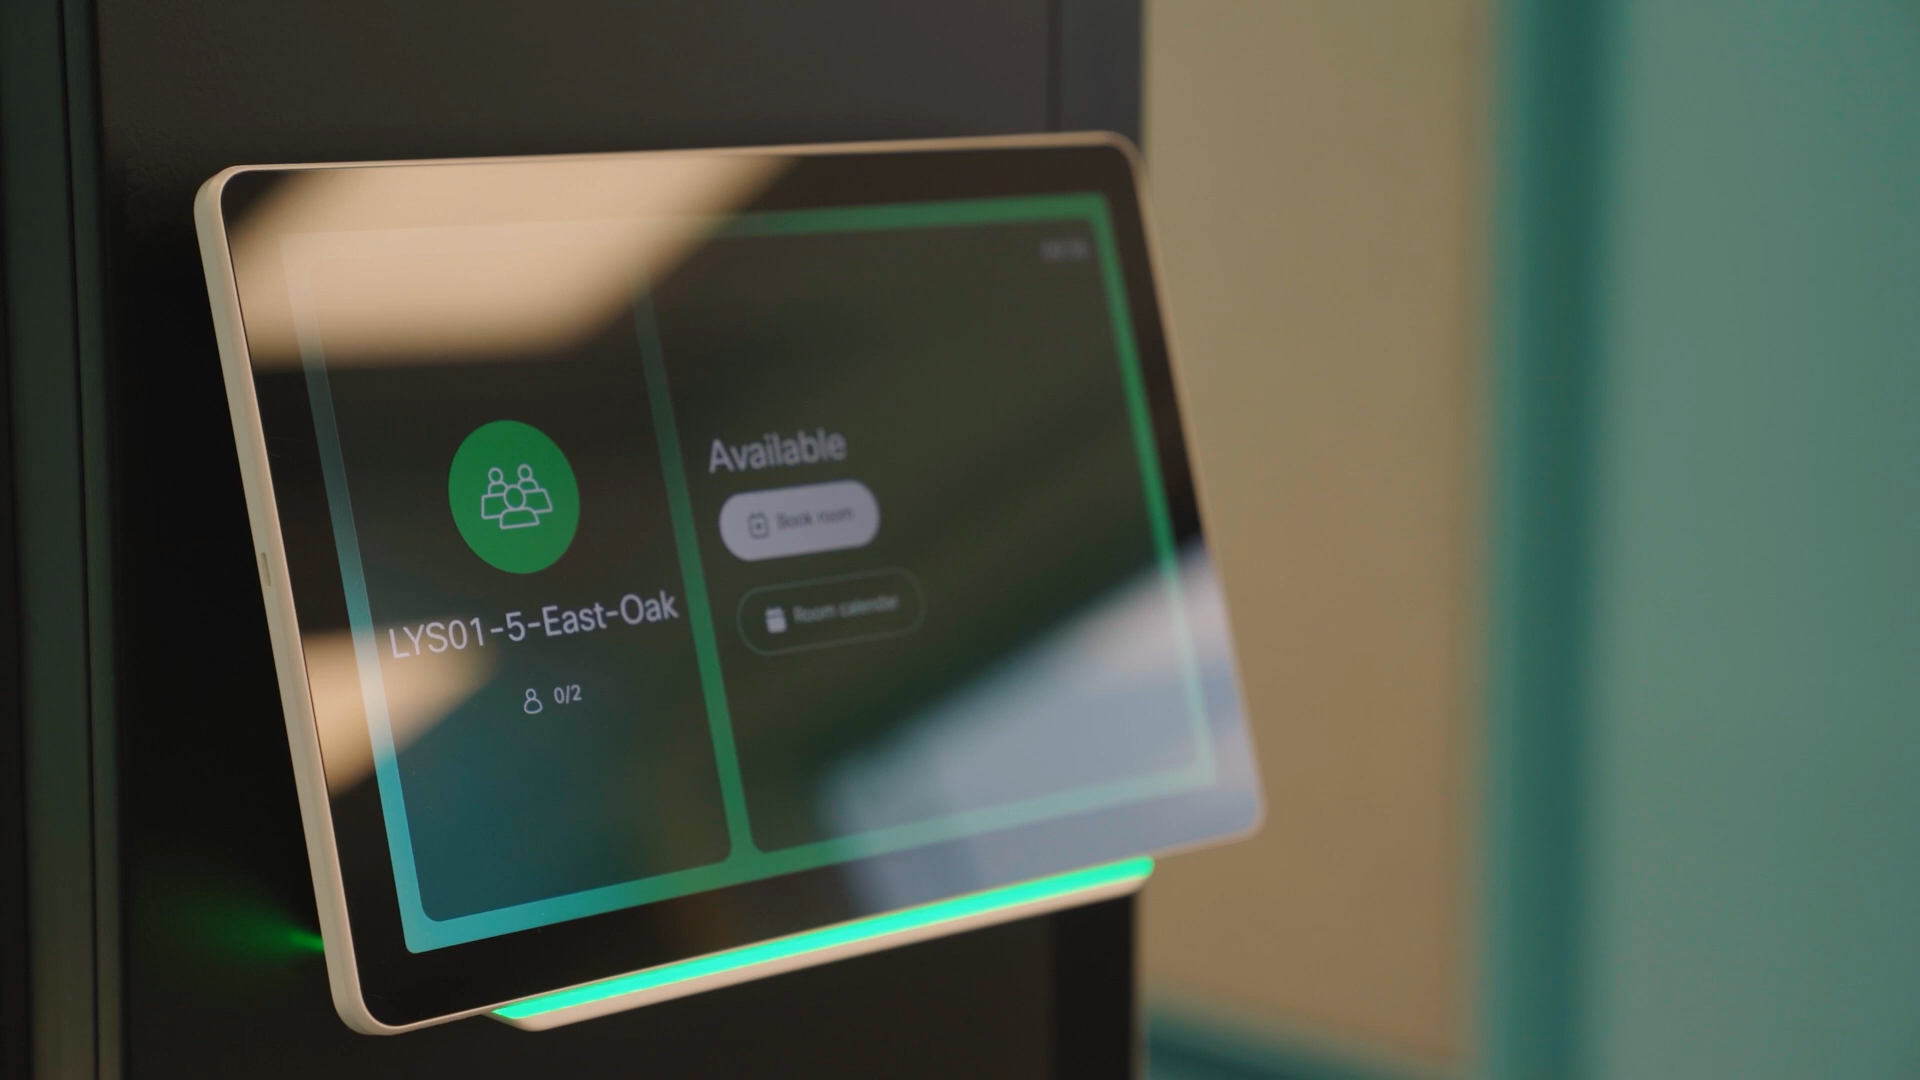 LYS01-5-East-Oak
0/2
Available
Book room
Room calendar